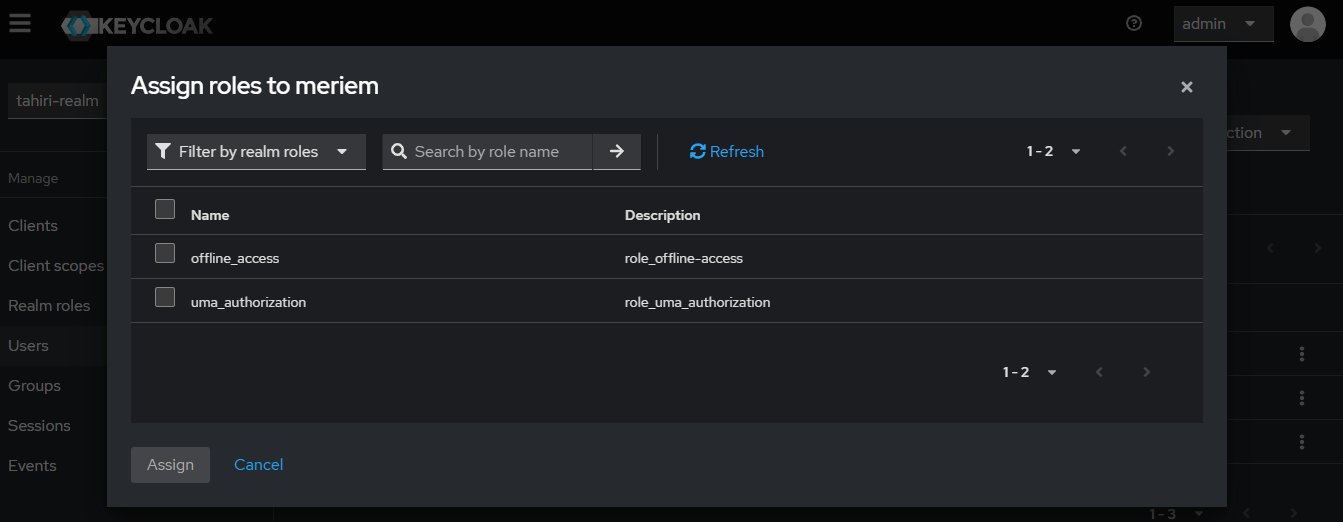 KEYCLOAK
admin
Assign roles to meriem
tahiri-realm
Filter by realm roles
Search by role name
Refresh
1 - 2
ction
Manage
Name Description
Clients
offline_access role_offline-access
Client scopes
uma_authorization role_uma_authorization
Realm roles
Users
1 - 2
Groups
Sessions
Events
Assign
Cancel
1 - 3